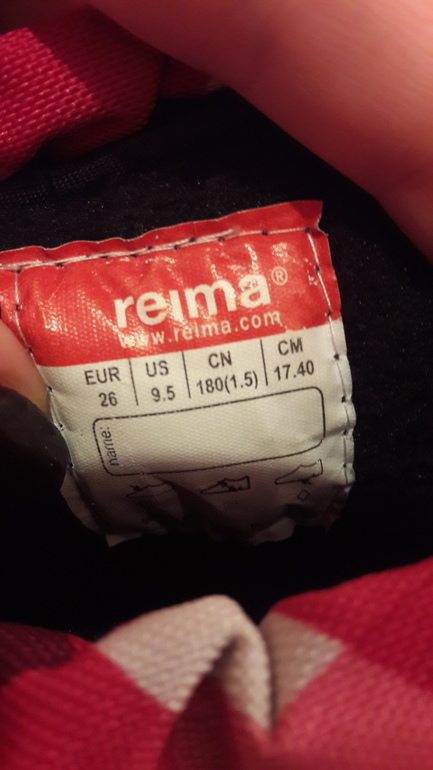 reima®
www.reima.com
EUR US CN CM
26 9.5 180(1.5) 17.40
name: